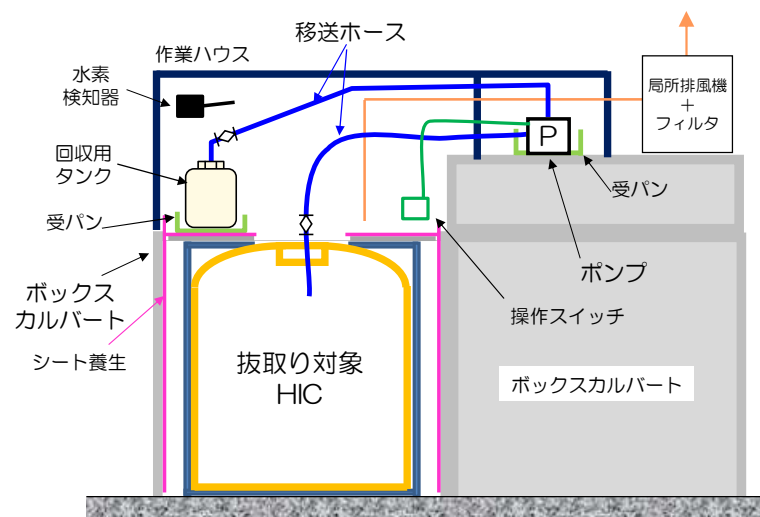 移送ホース
作業ハウス
水素
検知器
局所排風機
＋
フィルタ
P
回収用
タンク
受パン
受パン
ポンプ
ボックス
カルバート
操作スイッチ
シート養生
抜取り対象
HIC
ボックスカルバート